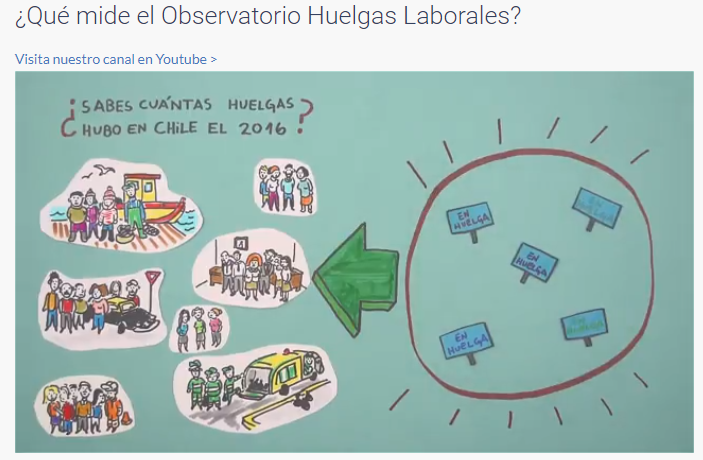 ¿Qué mide el Observatorio Huelgas Laborales?
Visita nuestro canal en Youtube >
¿SABES CUÁNTAS HUELGAS
HUBO EN CHILE EL 2016?
EN
HUELGA
EN
HUELGA
EN
HUELGA
EN
HUELGA
EN
HUELGA